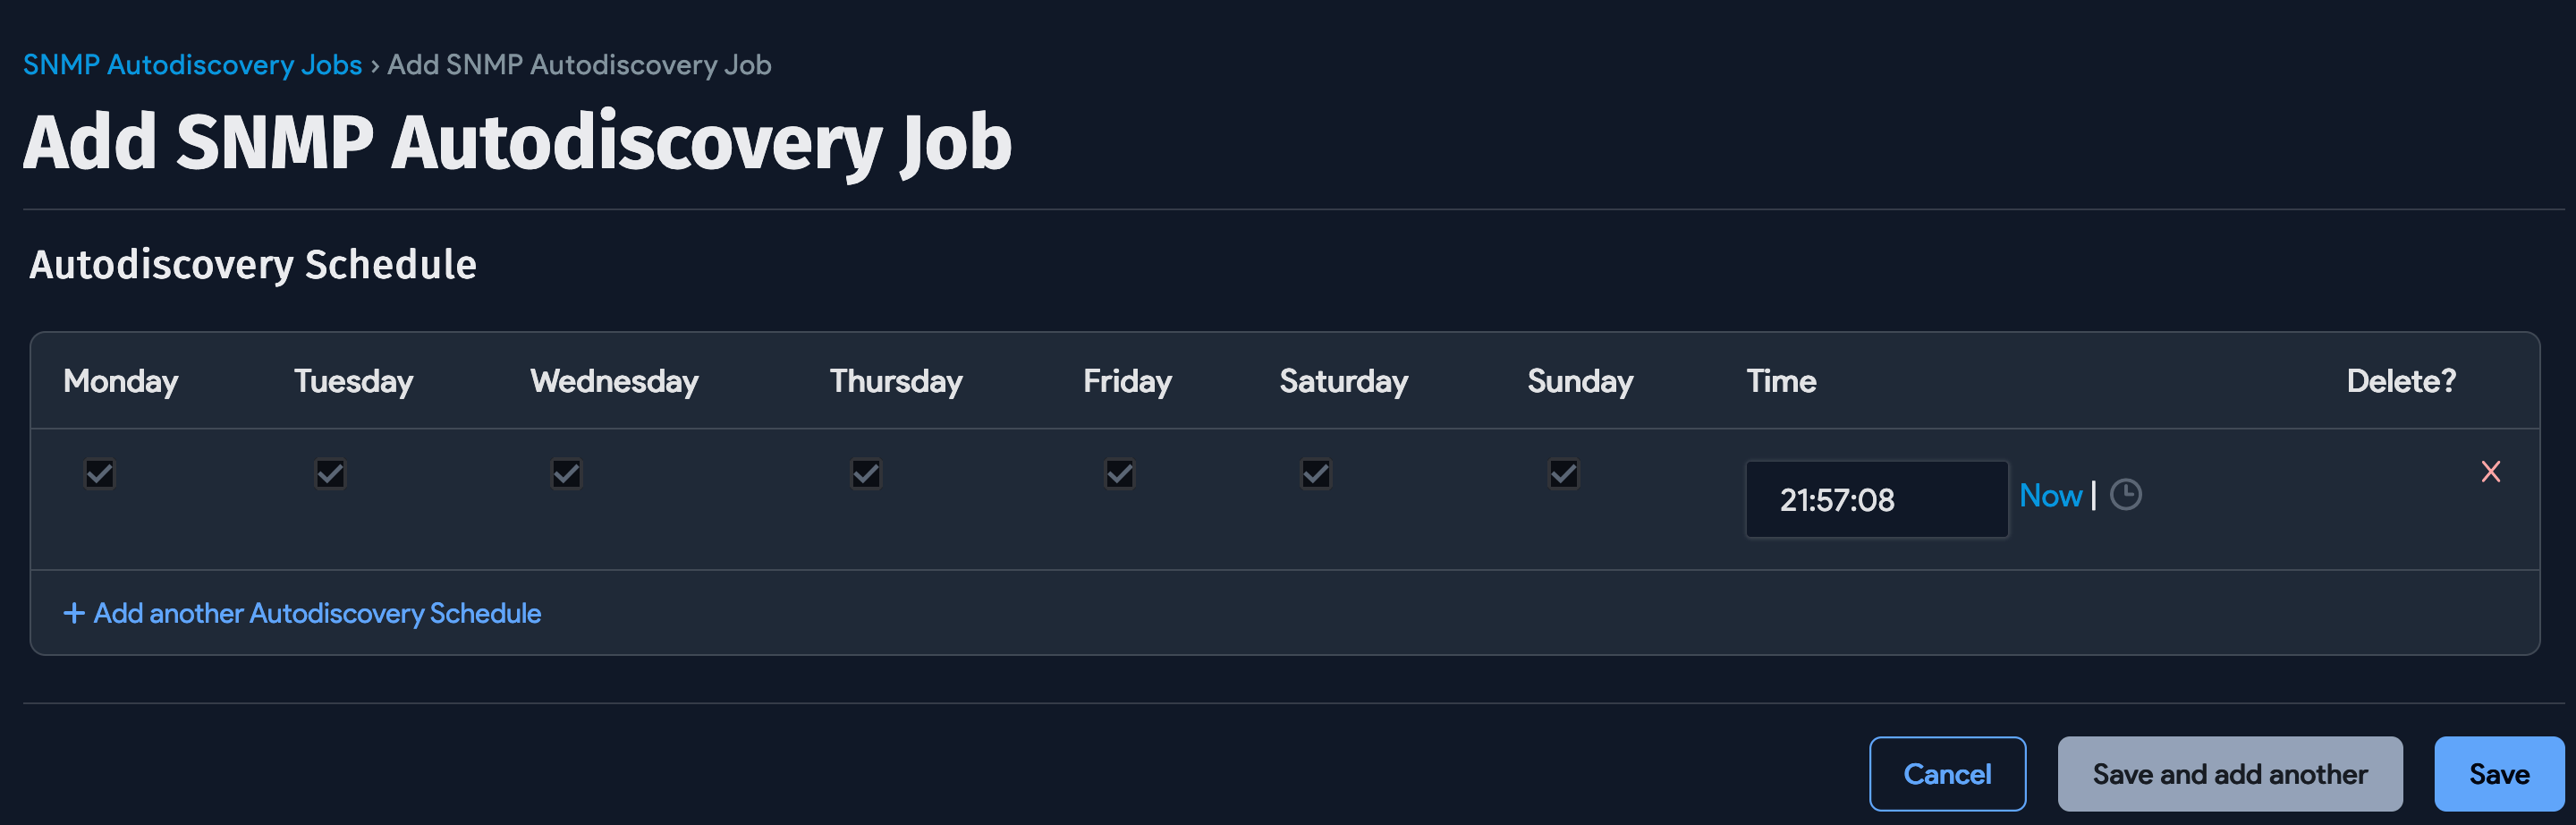 SNMP Autodiscovery Jobs › Add SNMP Autodiscovery Job
Add SNMP Autodiscovery Job
Autodiscovery Schedule
Monday Tuesday Wednesday Thursday Friday Saturday Sunday Time Delete?
21:57:08 Now |
+ Add another Autodiscovery Schedule
Cancel Save and add another Save